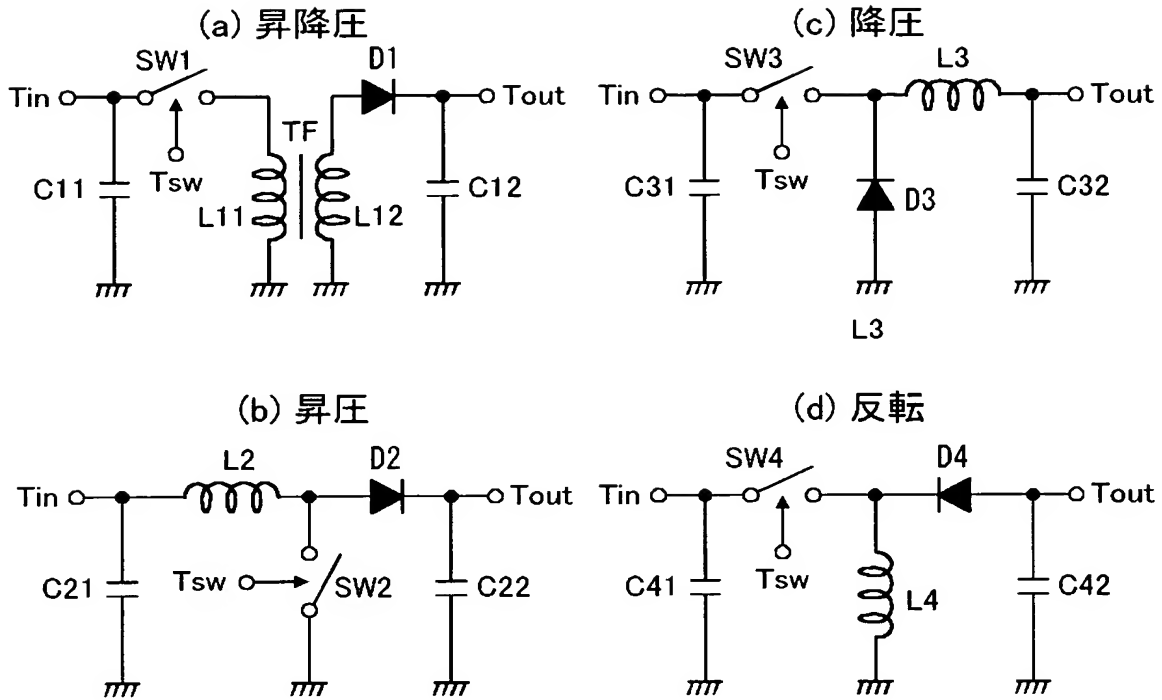 (a) 昇降圧
SW1
D1
Tin
Tout
TF
Tsw
C11
L11
L12
C12
(c) 降圧
SW3
L3
Tin
Tout
Tsw
C31
D3
C32
L3
(b) 昇圧
L2
D2
Tin
Tout
C21
Tsw
SW2
C22
(d) 反転
SW4
D4
Tin
Tout
Tsw
C41
L4
C42